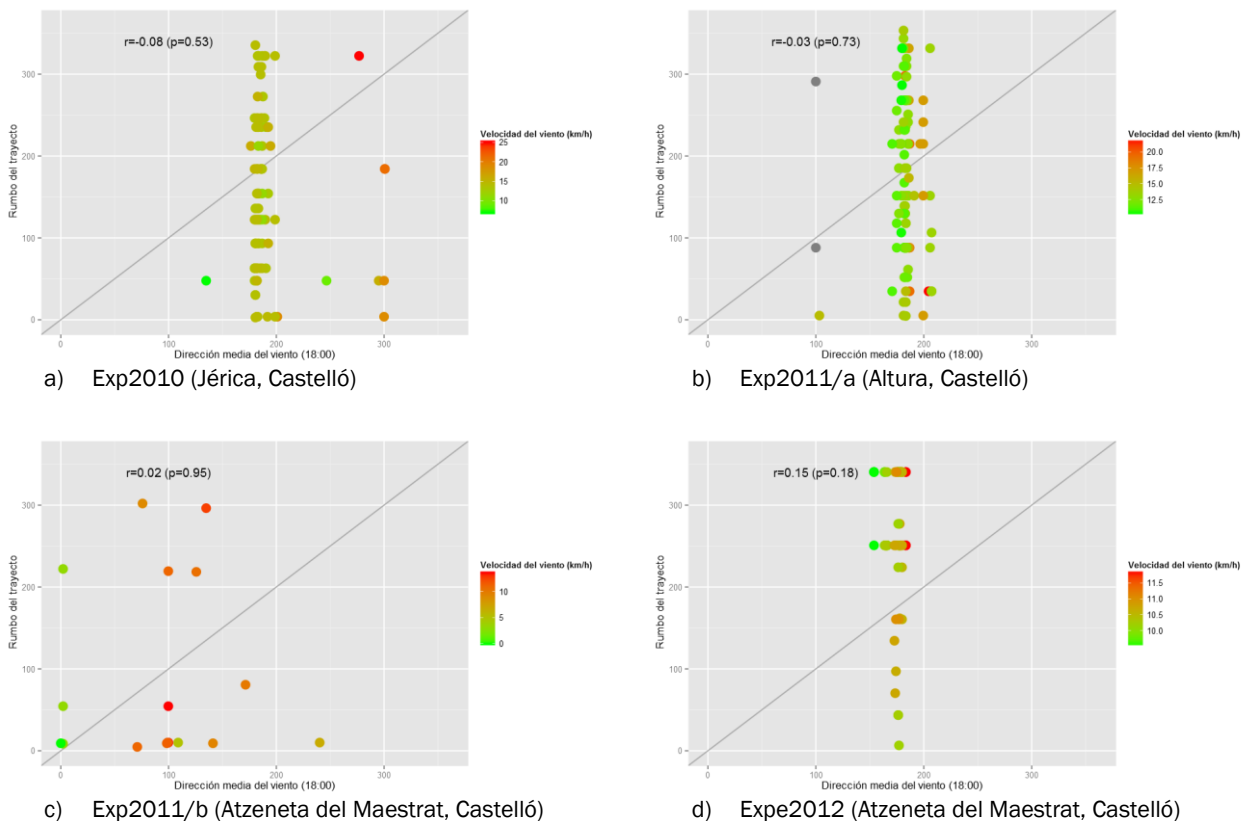 r=-0.08 (p=0.53)
Rumbo del trayecto
300
200
100
0
0
100
200
300
Dirección media del viento (18:00)
Velocidad del viento (km/h)
25
20
15
10
a) Exp2010 (Jérica, Castelló)
r=-0.03 (p=0.73)
Rumbo del trayecto
300
200
100
0
0
100
200
300
Dirección media del viento (18:00)
Velocidad del viento (km/h)
20.0
17.5
15.0
12.5
b) Exp2011/a (Altura, Castelló)
r=0.02 (p=0.95)
Rumbo del trayecto
300
200
100
0
0
100
200
300
Dirección media del viento (18:00)
Velocidad del viento (km/h)
10
5
0
c) Exp2011/b (Atzeneta del Maestrat, Castelló)
r=0.15 (p=0.18)
Rumbo del trayecto
300
200
100
0
0
100
200
300
Dirección media del viento (18:00)
Velocidad del viento (km/h)
11.5
11.0
10.5
10.0
d) Expe2012 (Atzeneta del Maestrat, Castelló)